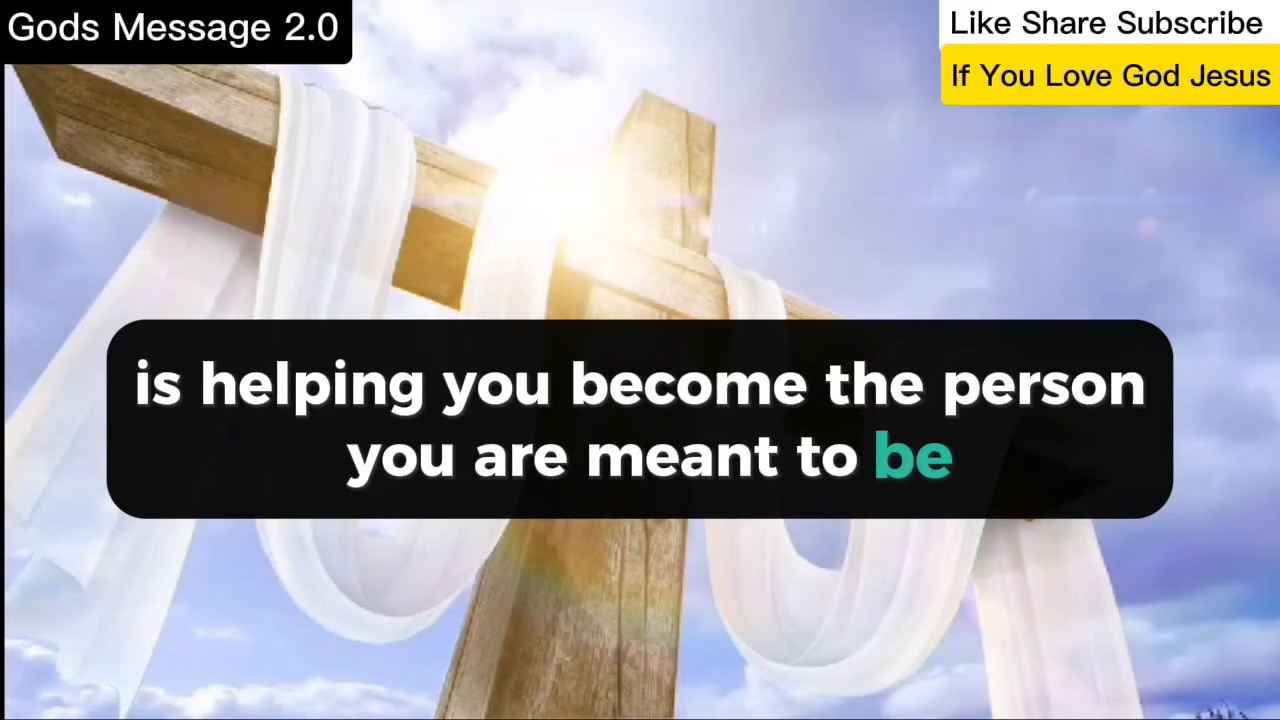 Gods Message 2.0
Like Share Subscribe
If You Love God Jesus
is helping you become the person
you are meant to be